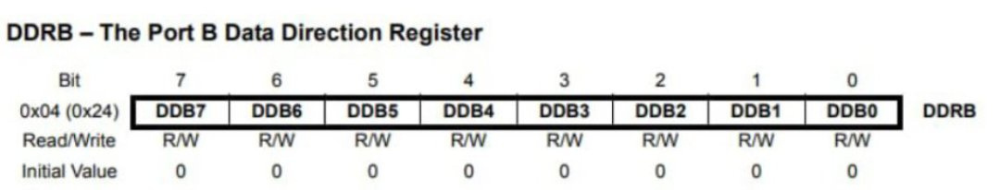 DDRB – The Port B Data Direction Register
Bit 7 6 5 4 3 2 1 0
0x04 (0x24) DDB7 DDB6 DDB5 DDB4 DDB3 DDB2 DDB1 DDB0 DDRB
Read/Write R/W R/W R/W R/W R/W R/W R/W R/W
Initial Value 0 0 0 0 0 0 0 0